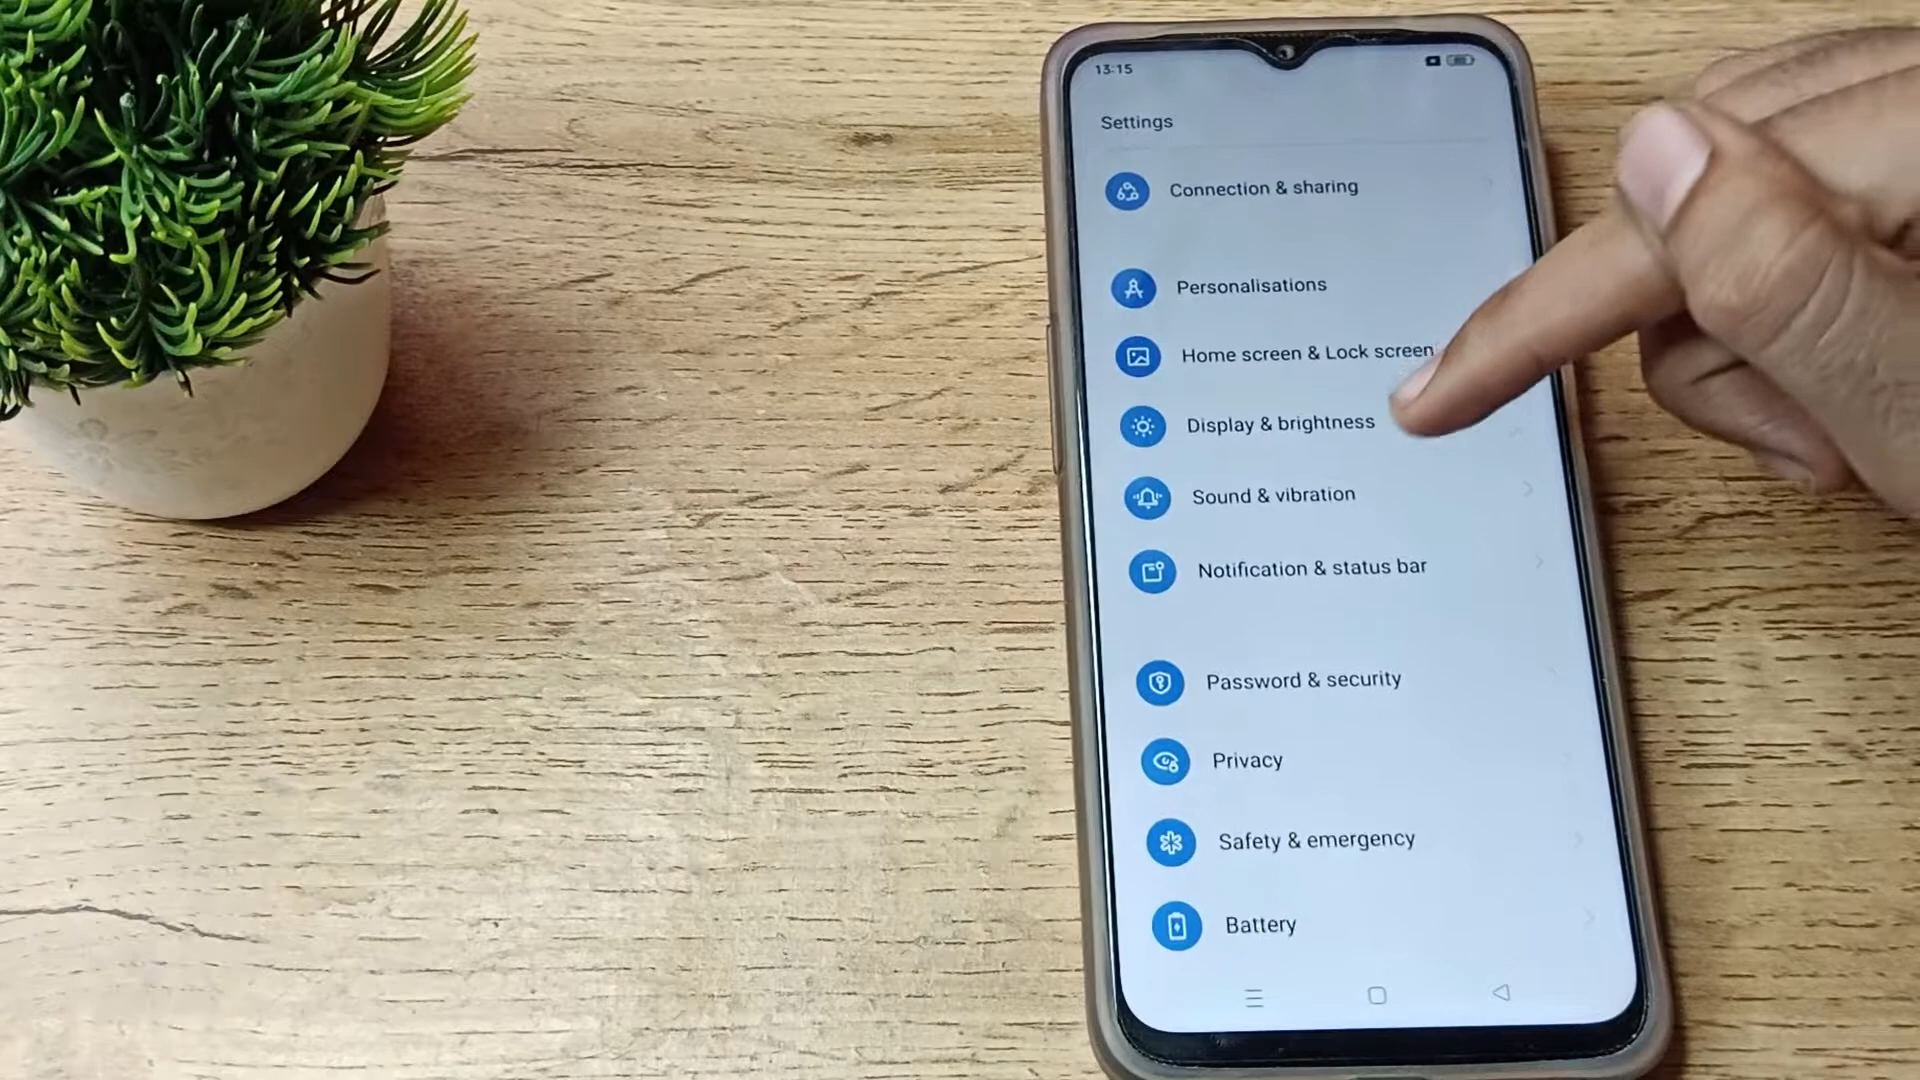 13:15
Settings
Connection & sharing
Personalisations
Home screen & Lock screen
Display & brightness
Sound & vibration
Notification & status bar
Password & security
Privacy
Safety & emergency
Battery